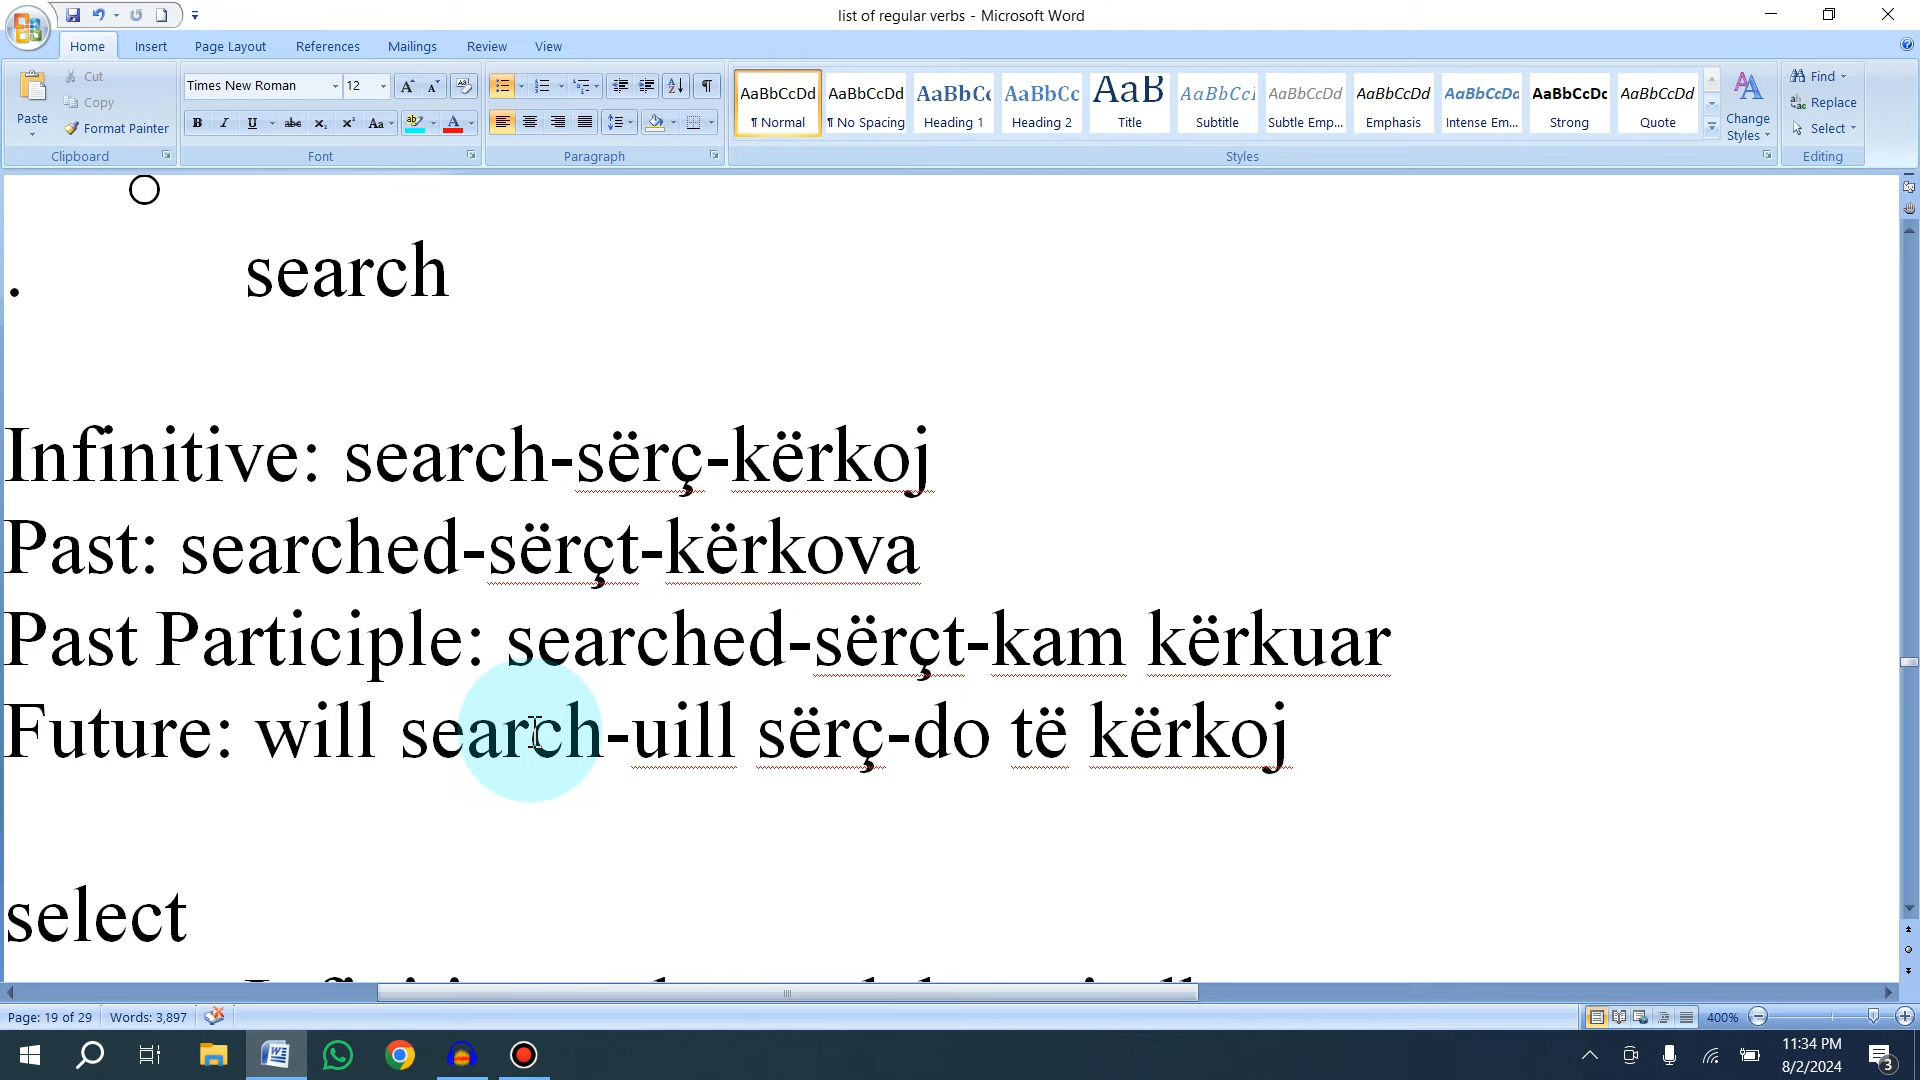 list of regular verbs - Microsoft Word
Home Insert Page Layout References Mailings Review View
Paste
Cut
Copy
Format Painter
Clipboard
Times New Roman 12
Font
Paragraph
AaBbCcDd ¶ Normal
AaBbCcDd ¶ No Spacing
AaBbCc Heading 1
AaBbCc Heading 2
AaB Title
AaBbCcI Subtitle
AaBbCcDd Subtle Emp...
AaBbCcDd Emphasis
AaBbCcDd Intense Em...
AaBbCcDd Strong
AaBbCcDd Quote
Change Styles
Styles
Find
Replace
Select
Editing
. search
Infinitive: search-sërç-kërkoj
Past: searched-sërçt-kërkova
Past Participle: searched-sërçt-kam kërkuar
Future: will search-uill sërç-do të kërkoj
select
Page: 19 of 29 Words: 3,897 400%
11:34 PM
8/2/2024
3